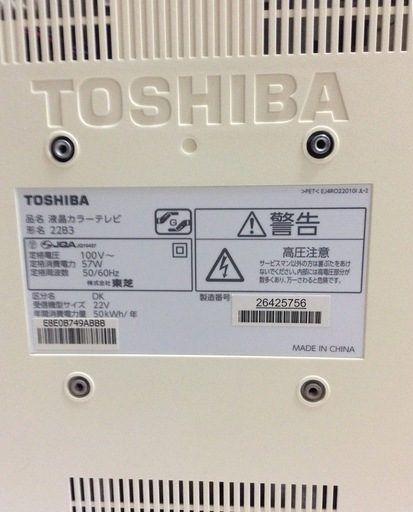 TOSHIBA
>PET< EJ4RO22010I JL-2
TOSHIBA
品名 液晶カラーテレビ
形名 22B3
G
警告
JQA JQ10437
定格電圧 100V~
定格消費電力 57W
定格周波数 50/60Hz
株式会社 東芝
高圧注意
サービスマン以外の方は裏ぶたをあけ
ないでください。内部には高電圧部分が
数多くあり、万一さわると危険です。
区分名 DK
受信機型サイズ 22V
年間消費電力量 50kWh/年
製造番号
26425756
E8E0B749ABBB
MADE IN CHINA